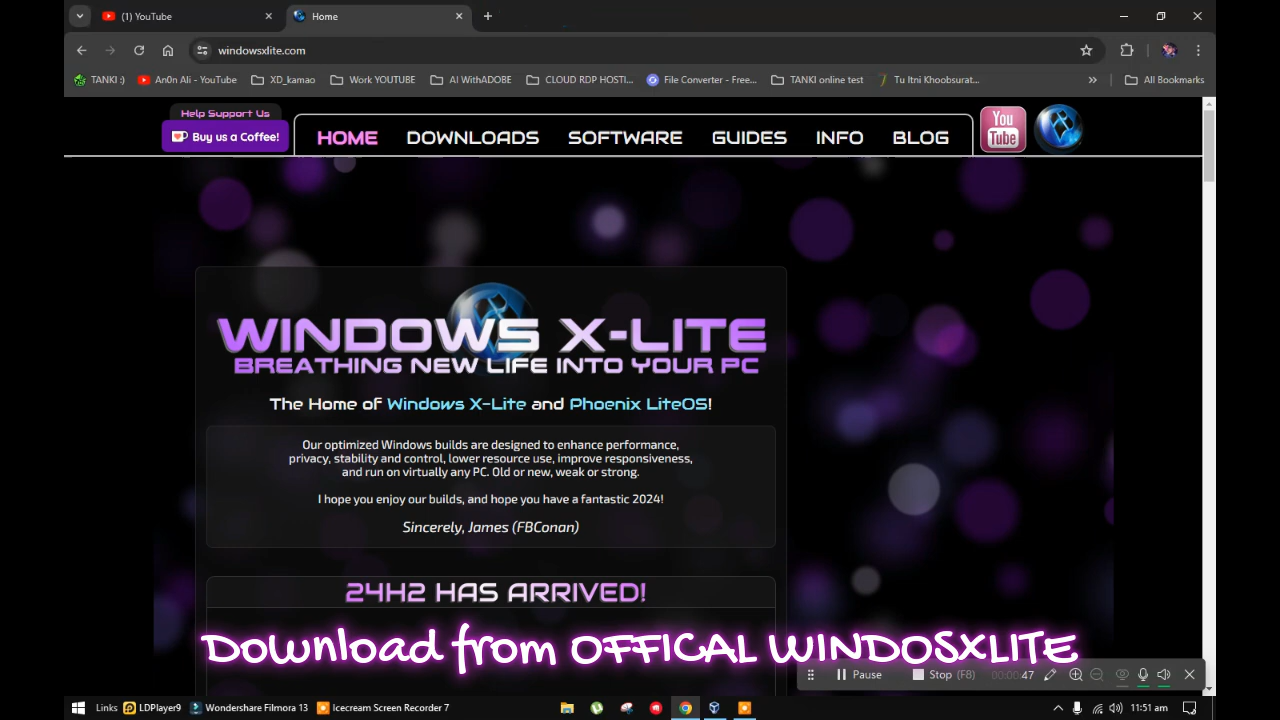 (1) YouTube
Home
windowsxlite.com
TANKI :)
An0n Ali - YouTube
XD_kamao
Work YOUTUBE
AI WithADOBE
CLOUD RDP HOSTI...
File Converter - Free...
TANKI online test
Tu Itni Khoobsurat...
All Bookmarks
Help Support Us
Buy us a Coffee!
HOME
DOWNLOADS
SOFTWARE
GUIDES
INFO
BLOG
You
Tube
WINDOWS X-LITE
BREATHING NEW LIFE INTO YOUR PC
The Home of Windows X-Lite and Phoenix LiteOS!
Our optimized Windows builds are designed to enhance performance,
privacy, stability and control, lower resource use, improve responsiveness,
and run on virtually any PC. Old or new, weak or strong.
I hope you enjoy our builds, and hope you have a fantastic 2024!
Sincerely, James (FBConan)
24H2 HAS ARRIVED!
Download from OFFICAL WINDOSXLITE
Pause
Stop (F8)
00:00:47
Links
LDPlayer9
Wondershare Filmora 13
Icecream Screen Recorder 7
11:51 am